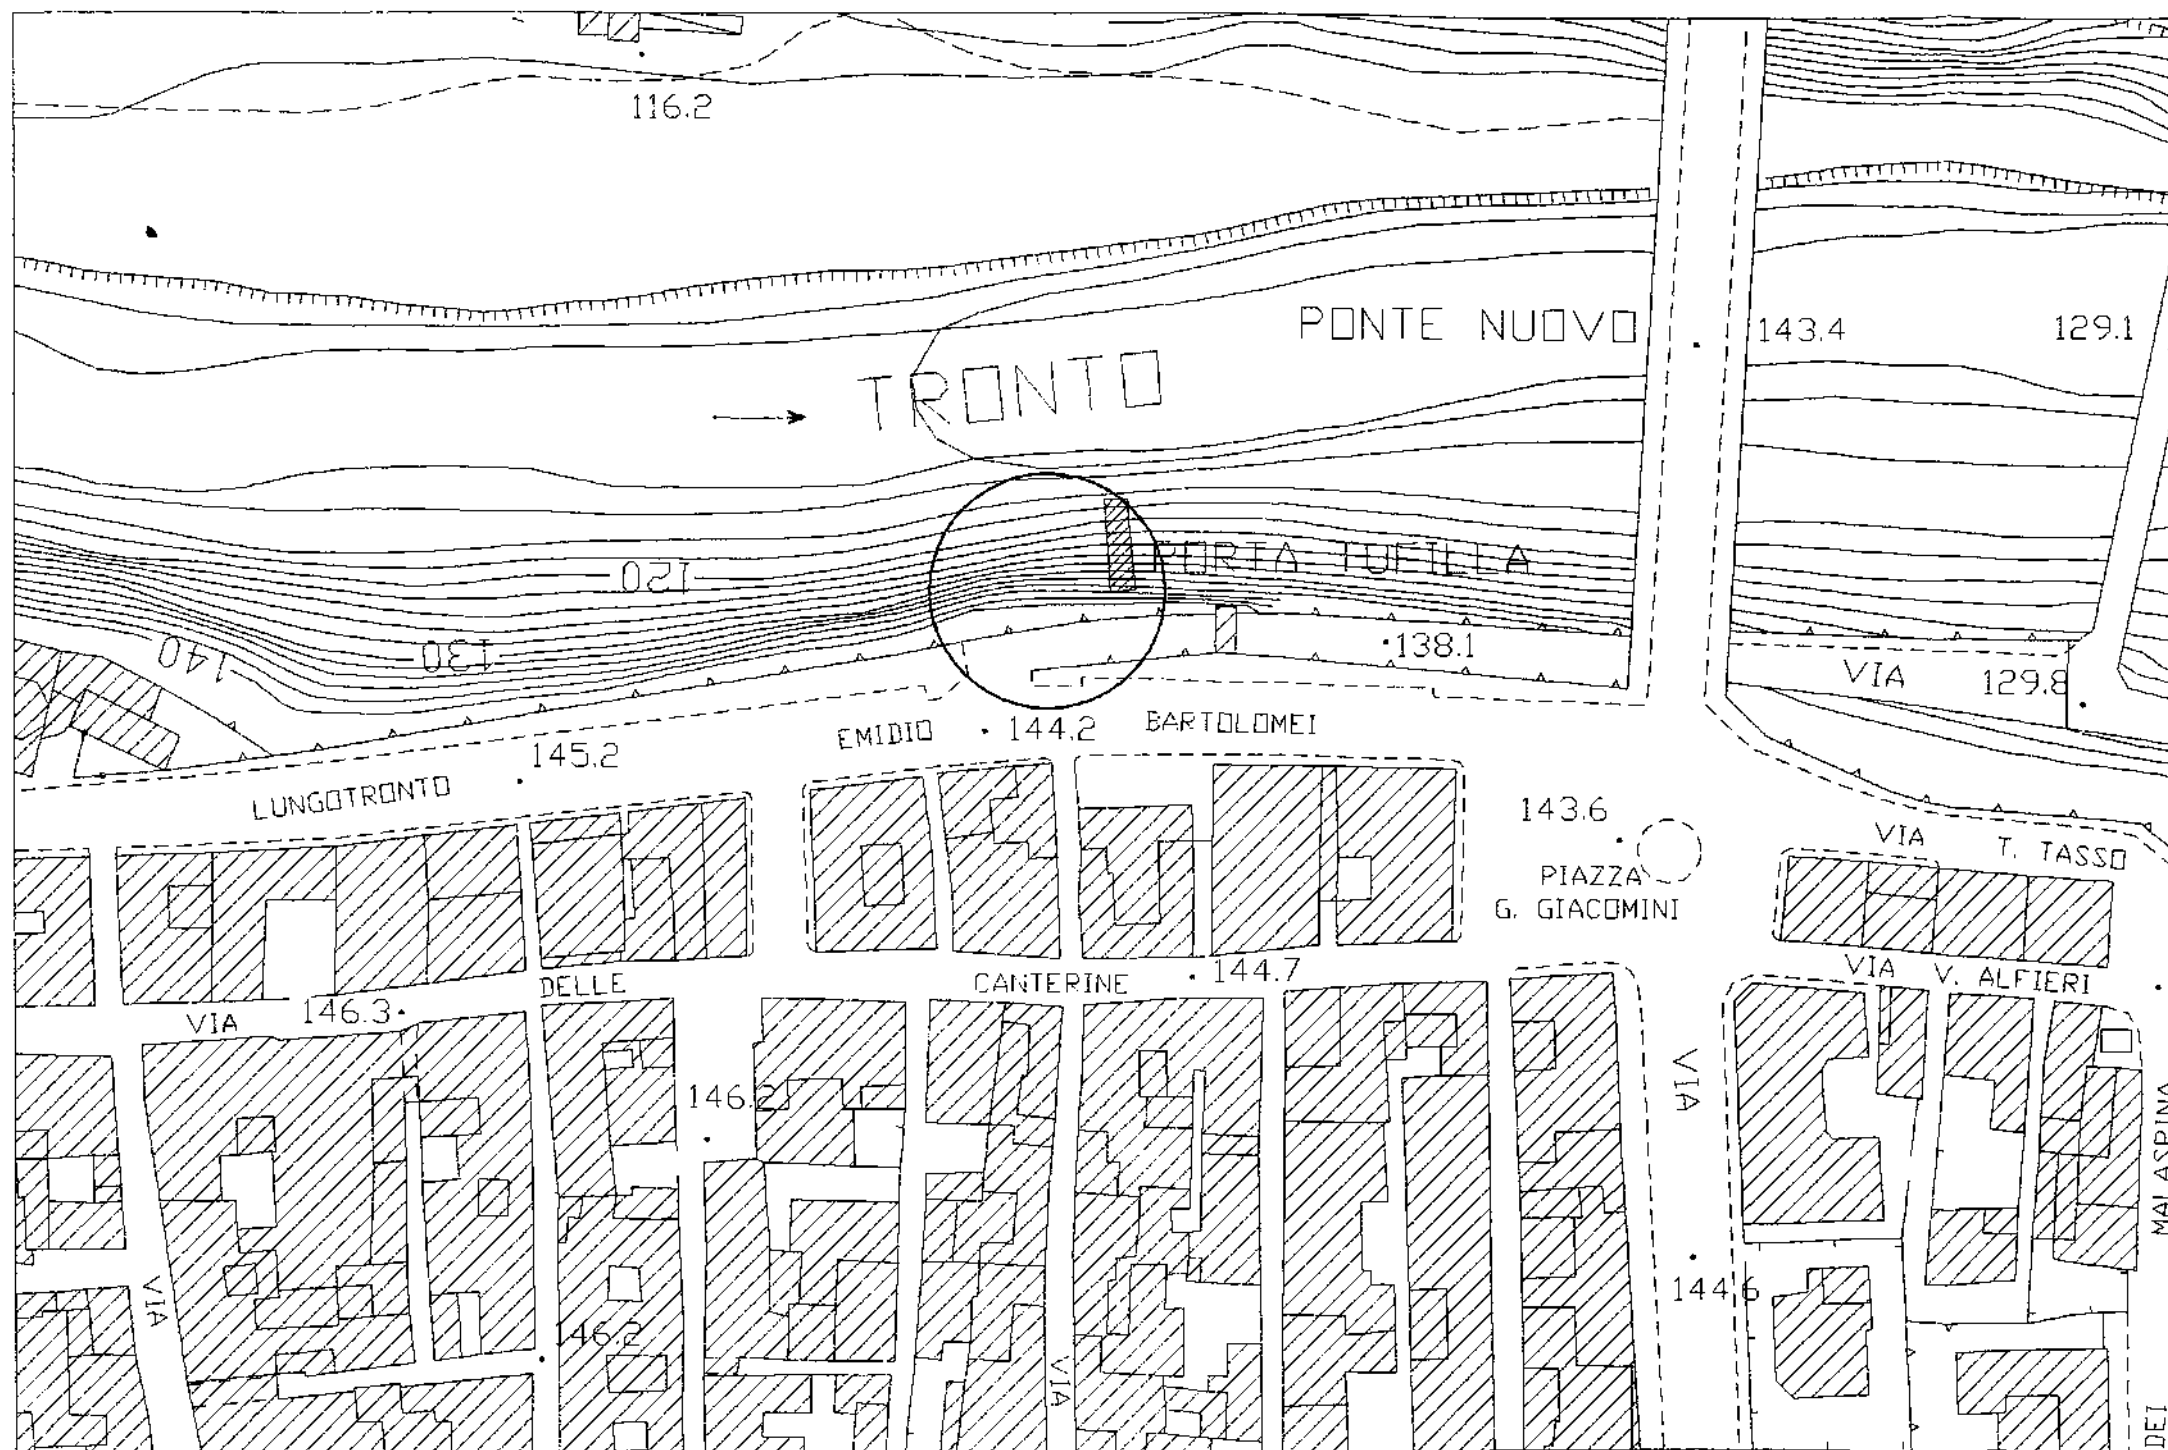 116.2
PONTE NUOVO
143.4
129.1
TRONTO
PORTA TUFILLA
120
130
140
138.1
VIA
129.8
EMIDIO
144.2
BARTOLOMEI
145.2
LUNGOTRONTO
143.6
PIAZZA
G. GIACOMINI
VIA
T. TASSO
VIA
V. ALFIERI
144.7
DELLE
CANTERINE
VIA
146.3
146.2
VIA
MALASPINA
144.6
VIA
146.2
VIA
DEI